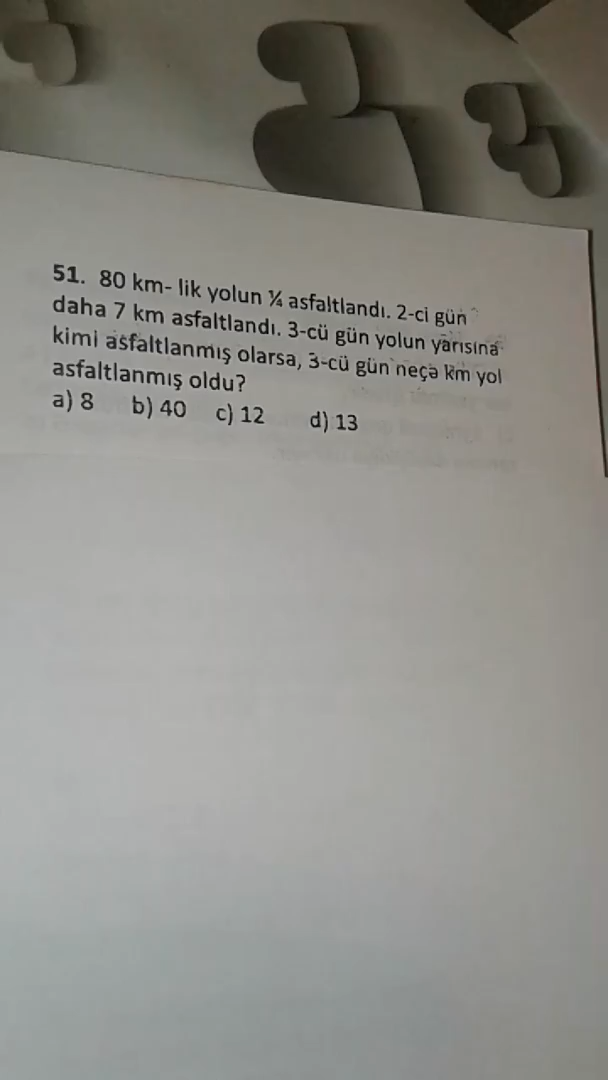 51. 80 km- lik yolun ¼ asfaltlandı. 2-ci gün
daha 7 km asfaltlandı. 3-cü gün yolun yarısına
kimi asfaltlanmış olarsa, 3-cü gün neçə km yol
asfaltlanmış oldu?
a) 8 b) 40 c) 12 d) 13